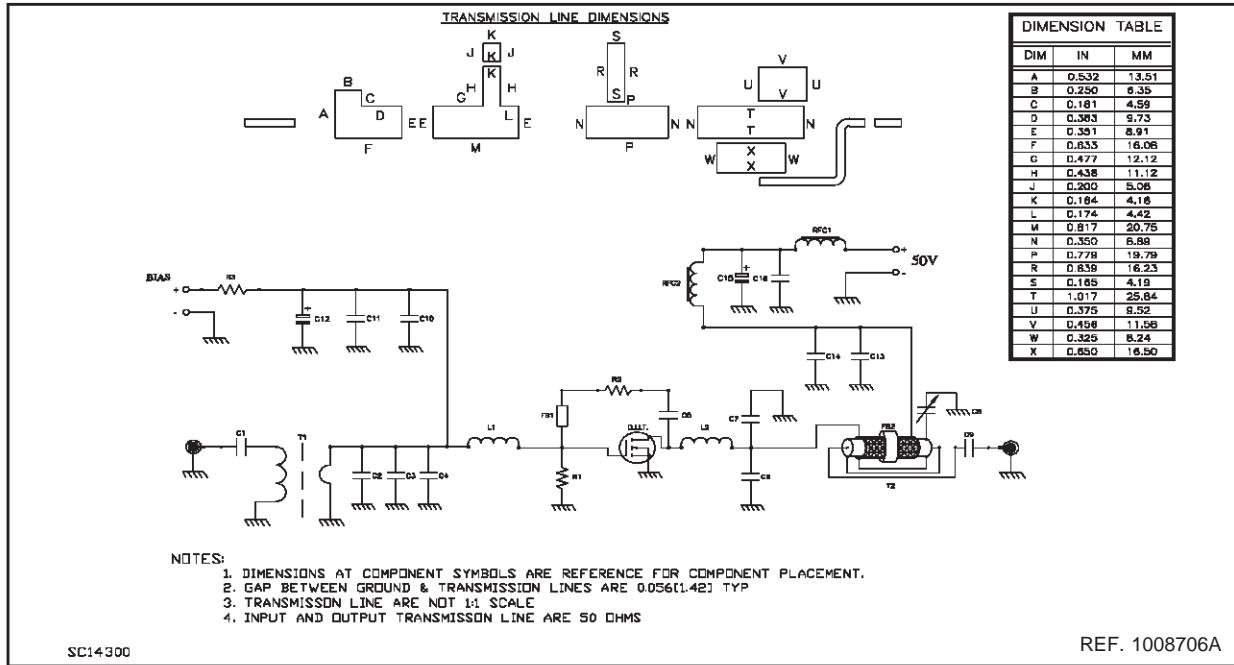 TRANSMISSION LINE DIMENSIONS
K
J K J
K
H H
G L
E E
M
B
A C
D
F
S
R R
S
P
N N
P
V
U U
V
T
N N
T
X
W W
X
DIMENSION TABLE
DIM IN MM
A 0.532 13.51
B 0.250 6.35
C 0.181 4.59
D 0.383 9.73
E 0.351 8.91
F 0.633 16.08
G 0.477 12.12
H 0.438 11.12
J 0.200 5.08
K 0.164 4.16
L 0.174 4.42
M 0.817 20.75
N 0.350 8.89
P 0.779 19.79
R 0.639 16.23
S 0.165 4.19
T 1.017 25.84
U 0.375 9.52
V 0.456 11.58
W 0.325 8.24
X 0.650 16.50
RFC1
+
50V
-
RFC2
+
C15
C16
BIAS
+
-
R3
+
C12
C11
C10
C14
C13
R2
FB1
C1
T1
C2
C3
C4
L1
R1
D.U.T.
L2
C7
FB2
C9
T2
NOTES:
1. DIMENSIONS AT COMPONENT SYMBOLS ARE REFERENCE FOR COMPONENT PLACEMENT.
2. GAP BETWEEN GROUND & TRANSMISSION LINES ARE 0.056[1.42] TYP
3. TRANSMISSON LINE ARE NOT 1:1 SCALE
4. INPUT AND OUTPUT TRANSMISSON LINE ARE 50 OHMS
SC14300
REF. 1008706A